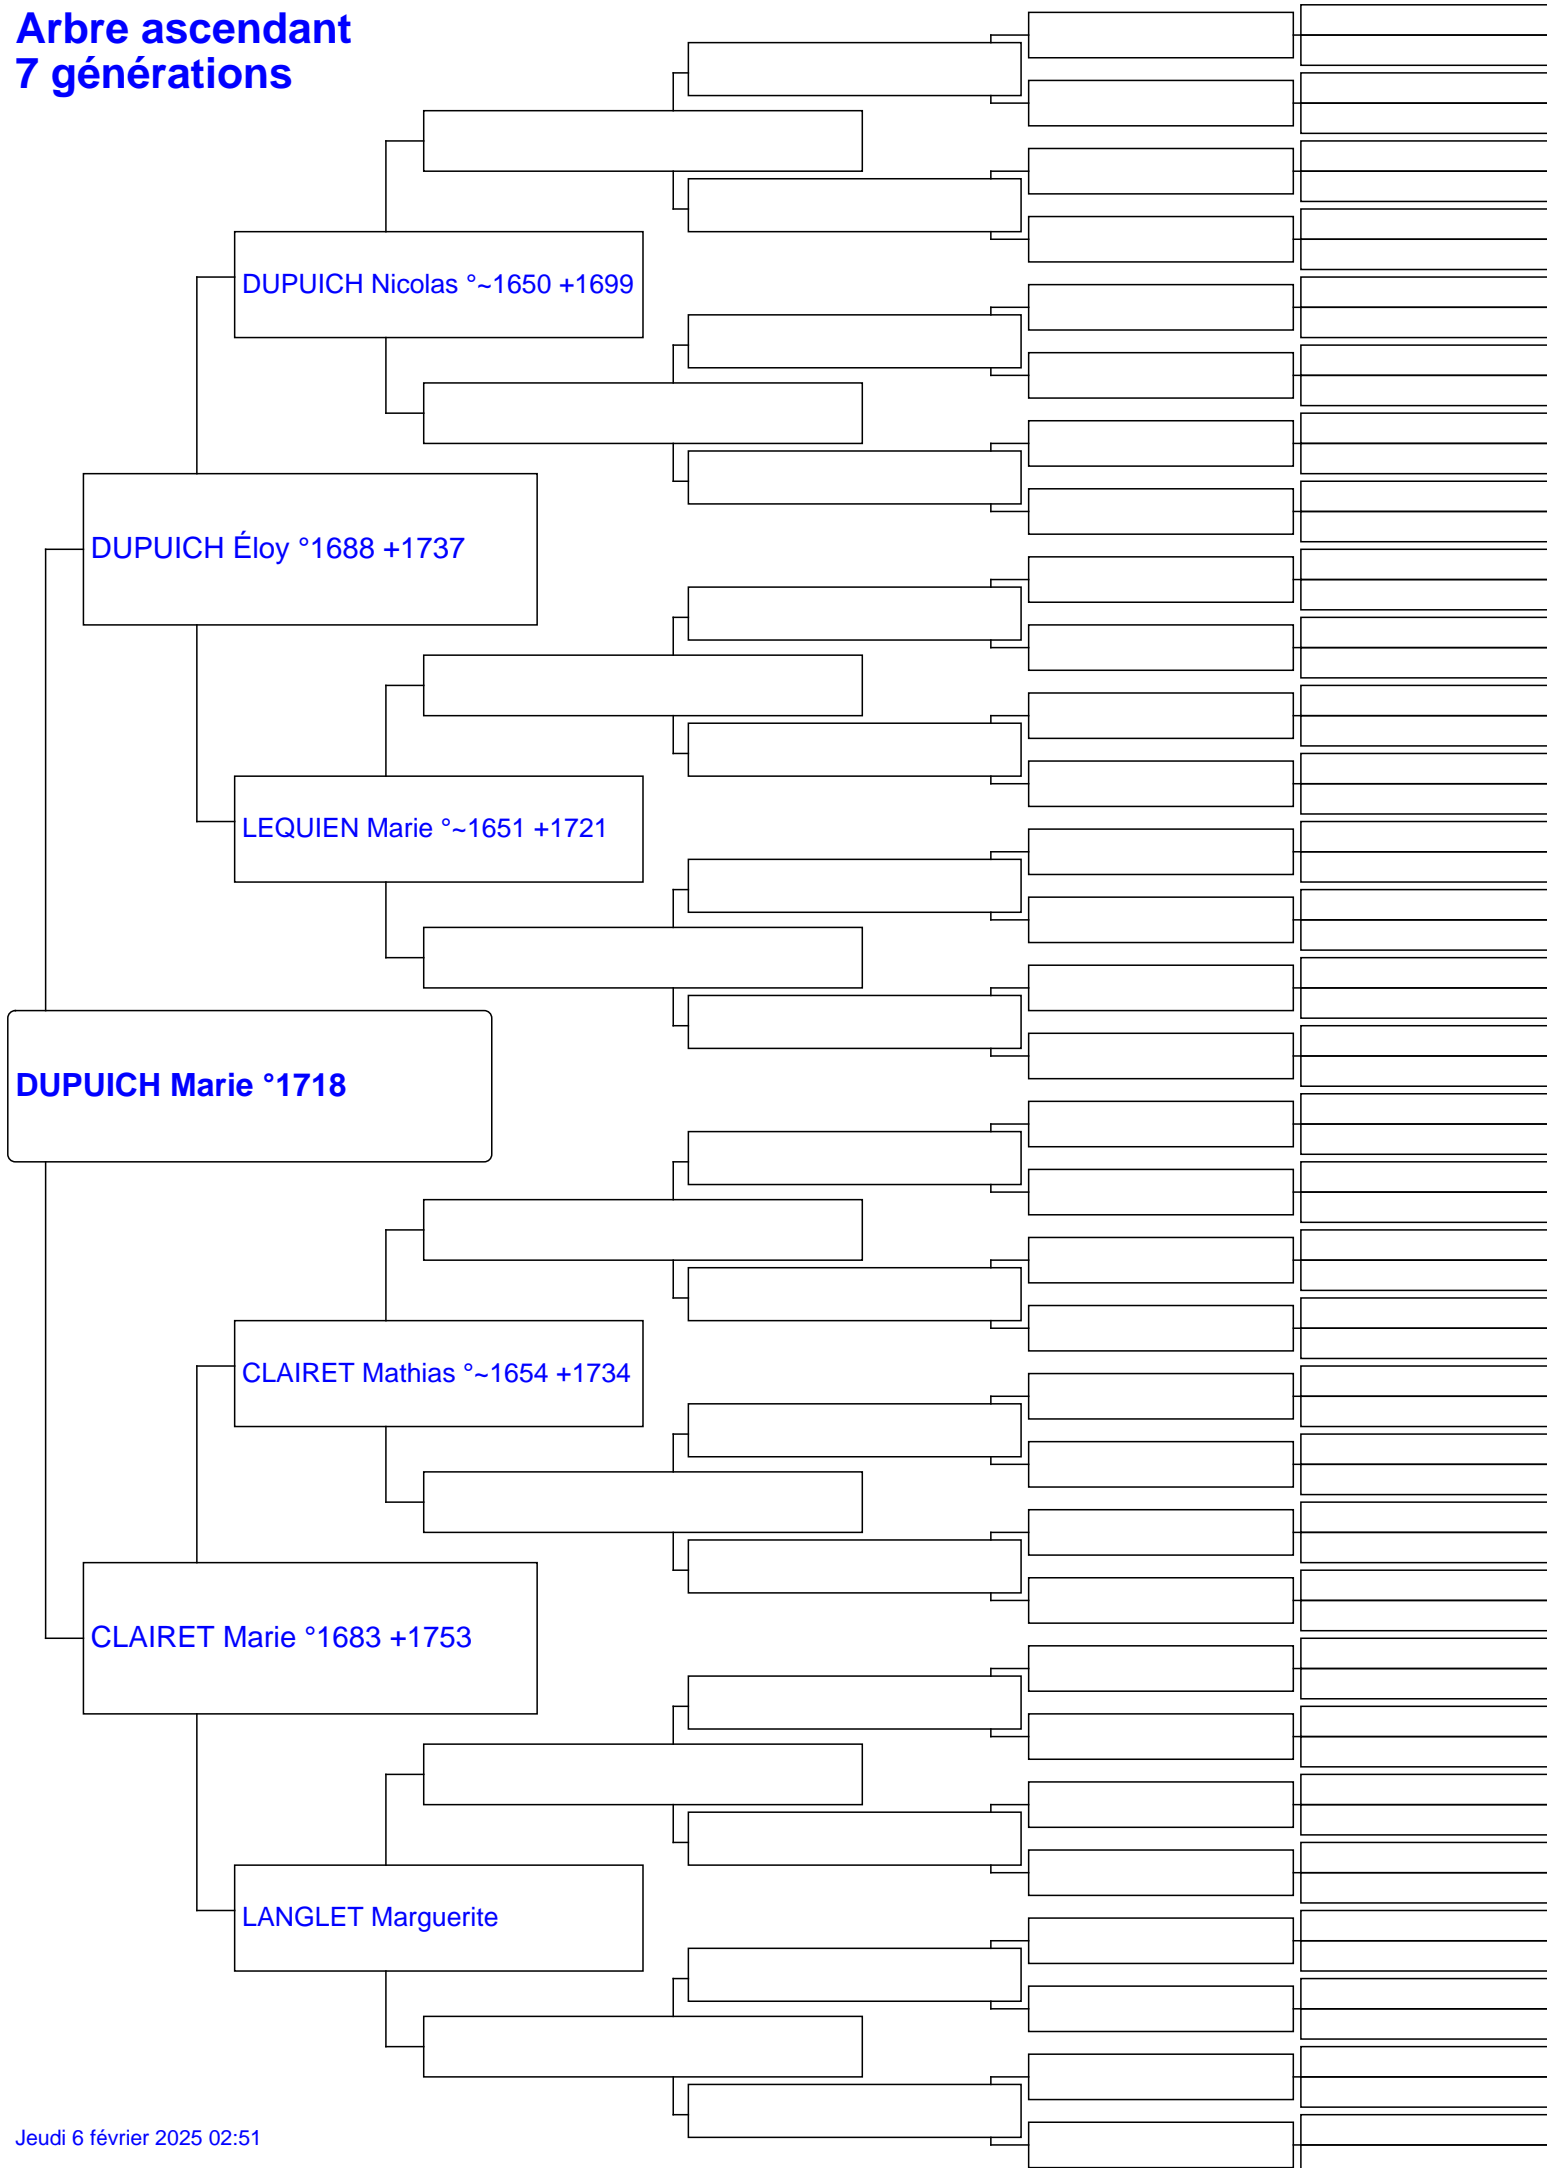 Arbre ascendant
7 générations
DUPUICH Nicolas °~1650 +1699
DUPUICH Éloy °1688 +1737
LEQUIEN Marie °~1651 +1721
DUPUICH Marie °1718
CLAIRET Mathias °~1654 +1734
CLAIRET Marie °1683 +1753
LANGLET Marguerite
Jeudi 6 février 2025 02:51